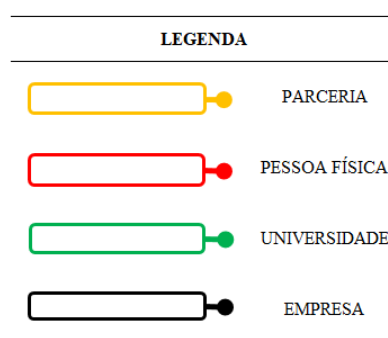 LEGENDA
PARCERIA
PESSOA FÍSICA
UNIVERSIDADE
EMPRESA